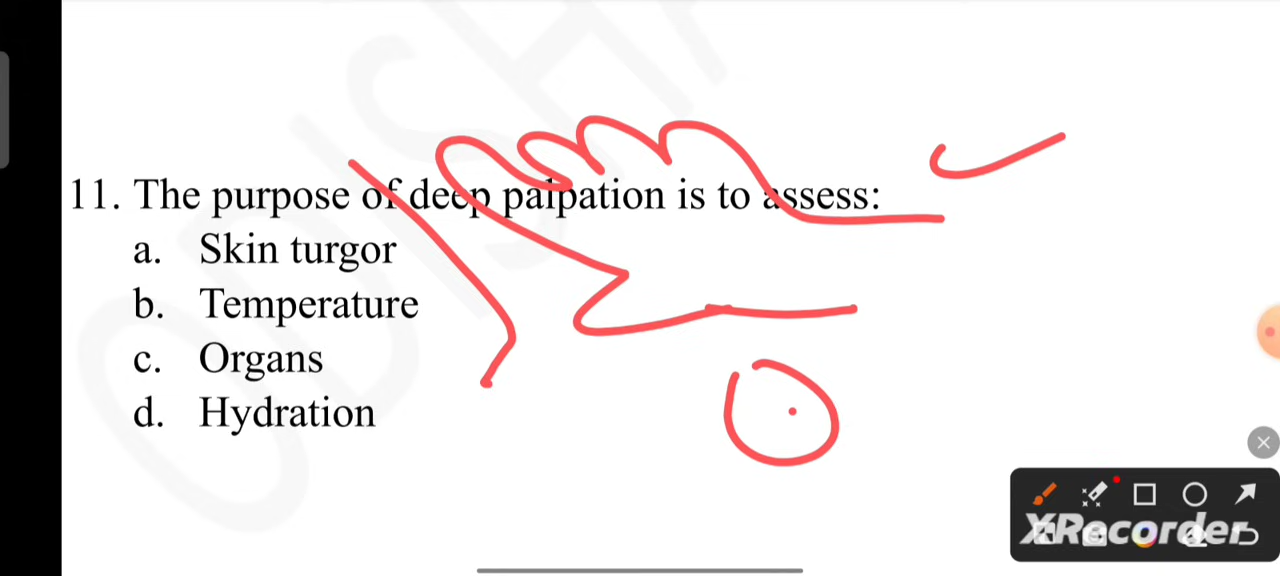 11. The purpose of deep palpation is to assess:
a. Skin turgor
b. Temperature
c. Organs
d. Hydration
XRecorder